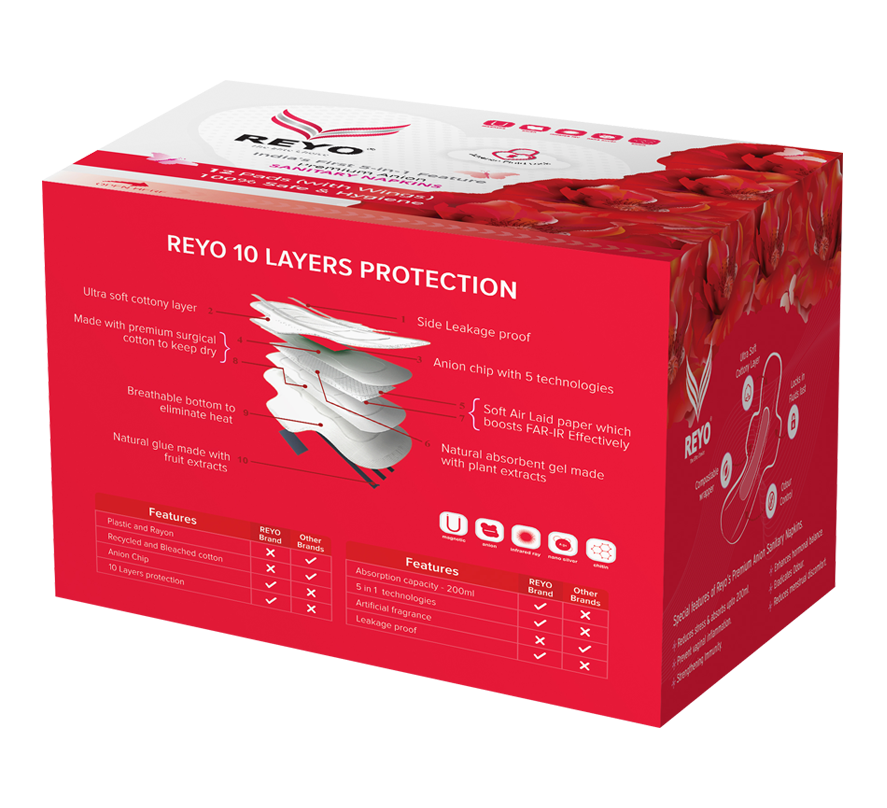 REYO®
India's First 5-in-1 Feature
Premium Anion
SANITARY NAPKINS
12 Pads (with Wings)
100% Safe & Hygiene
OPEN HERE
REYO 10 LAYERS PROTECTION
Ultra soft cottony layer
2
1
Side Leakage proof
Made with premium surgical
cotton to keep dry
4
8
3
Anion chip with 5 technologies
Breathable bottom to
eliminate heat
9
5
7
Soft Air Laid paper which
boosts FAR-IR Effectively
Natural glue made with
fruit extracts
10
6
Natural absorbent gel made
with plant extracts
magnetic
anion
infrared ray
nano silver
chitin
Features
REYO
Brand
Other
Brands
Plastic and Rayon
Recycled and Bleached cotton
Anion Chip
10 Layers protection
Features
REYO
Brand
Other
Brands
Absorption capacity - 200ml
5 in 1 technologies
Artificial fragrance
Leakage proof
REYO
Ultra Soft
Cottony Layer
Locks in
Fluids fast
Compostable
wrapper
Odour
Control
Special features of Reyo's Premium Anion Sanitary Napkins.
Reduces stress & absorbs upto 200ml.
Prevent vaginal inflammation.
Strengthening Immunity.
Enhances hormonal balance.
Eradicates Odour.
Reduces menstrual discomfort.